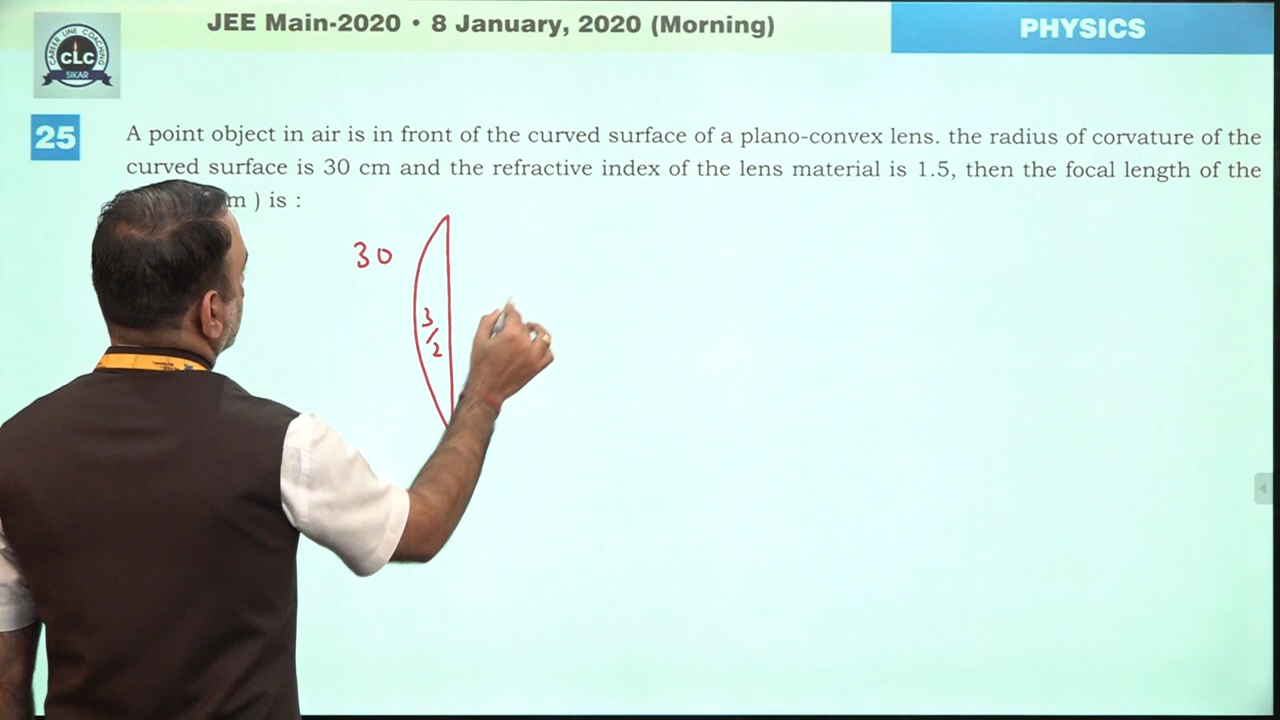 JEE Main-2020 • 8 January, 2020 (Morning)
PHYSICS
CAREER LINE COACHING
CLC
SIKAR
25
A point object in air is in front of the curved surface of a plano-convex lens. the radius of corvature of the
curved surface is 30 cm and the refractive index of the lens material is 1.5, then the focal length of the
m ) is :
30
3/2